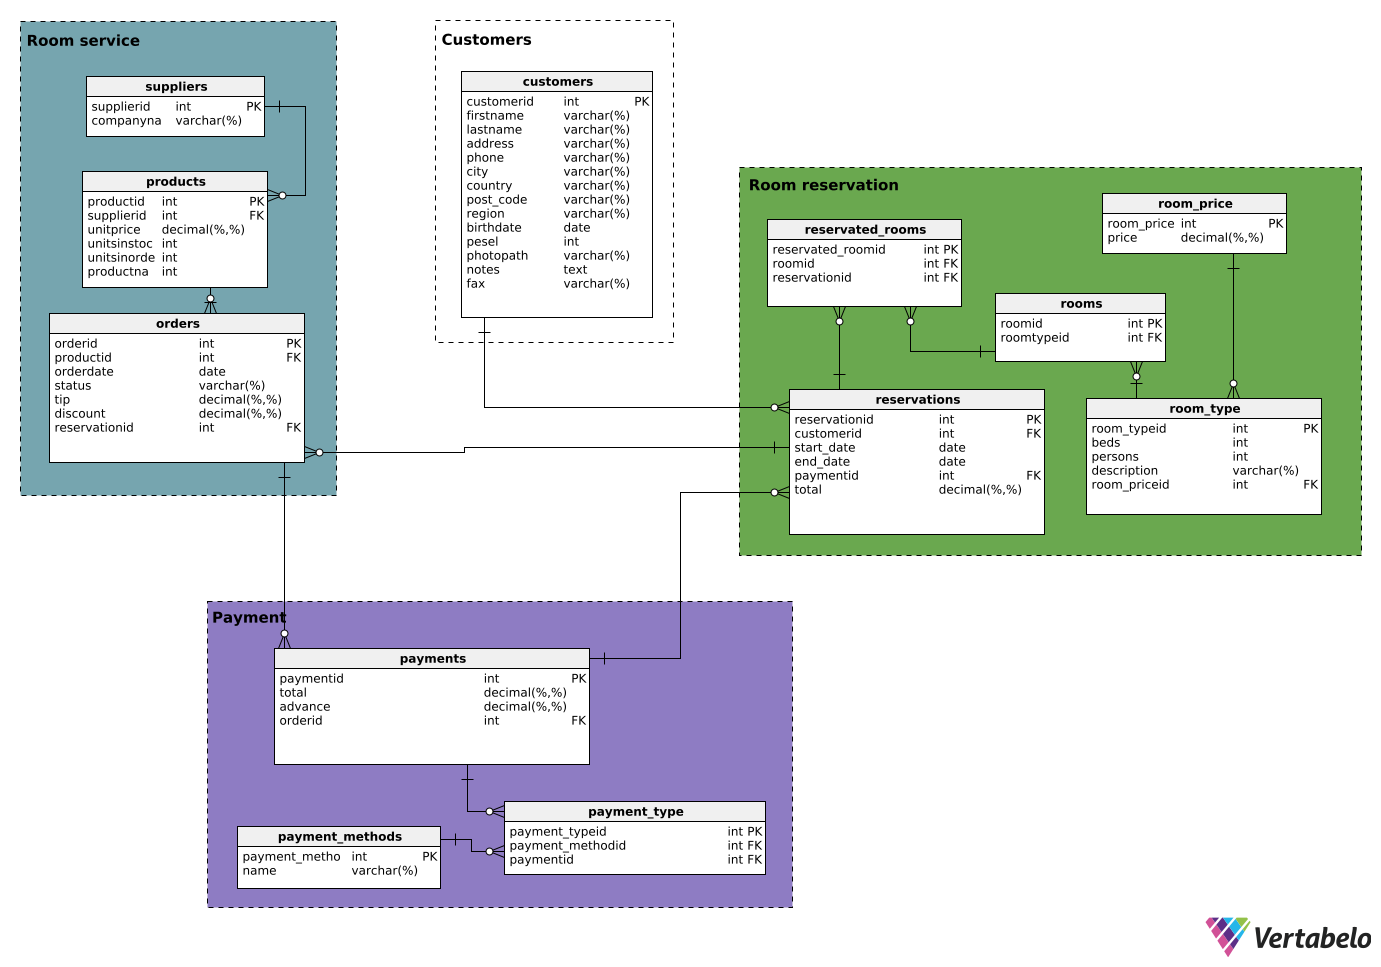 Room service
suppliers
supplierid int PK
companyna varchar(%)
products
productid int PK
supplierid int FK
unitprice decimal(%,%)
unitsinstoc int
unitsinorde int
productna int
orders
orderid int PK
productid int FK
orderdate date
status varchar(%)
tip decimal(%,%)
discount decimal(%,%)
reservationid int FK
Customers
customers
customerid int PK
firstname varchar(%)
lastname varchar(%)
address varchar(%)
phone varchar(%)
city varchar(%)
country varchar(%)
post_code varchar(%)
region varchar(%)
birthdate date
pesel int
photopath varchar(%)
notes text
fax varchar(%)
Room reservation
reservated_rooms
reservated_roomid int PK
roomid int FK
reservationid int FK
room_price
room_price int PK
price decimal(%,%)
rooms
roomid int PK
roomtypeid int FK
reservations
reservationid int PK
customerid int FK
start_date date
end_date date
paymentid int FK
total decimal(%,%)
room_type
room_typeid int PK
beds int
persons int
description varchar(%)
room_priceid int FK
Payment
payments
paymentid int PK
total decimal(%,%)
advance decimal(%,%)
orderid int FK
payment_type
payment_typeid int PK
payment_methodid int FK
paymentid int FK
payment_methods
payment_metho int PK
name varchar(%)
Vertabelo